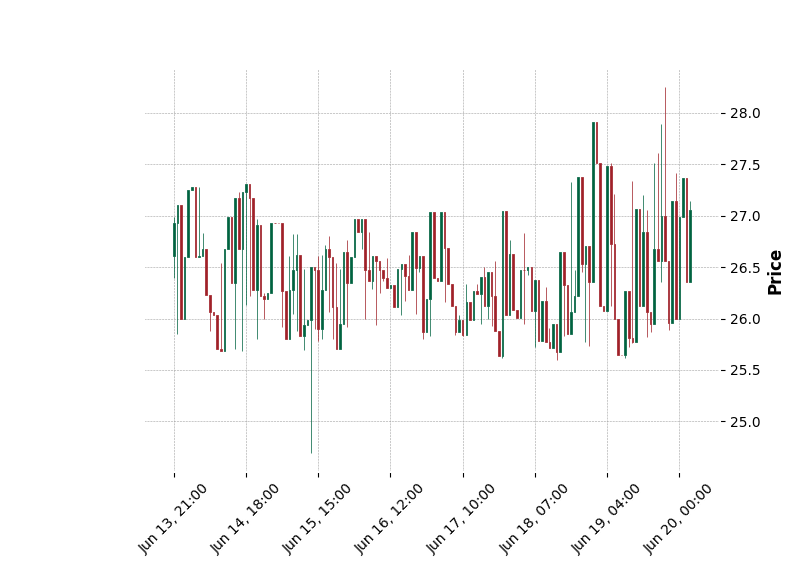 28.0
27.5
27.0
26.5
26.0
25.5
25.0
Price
Jun 13, 21:00
Jun 14, 18:00
Jun 15, 15:00
Jun 16, 12:00
Jun 17, 10:00
Jun 18, 07:00
Jun 19, 04:00
Jun 20, 00:00